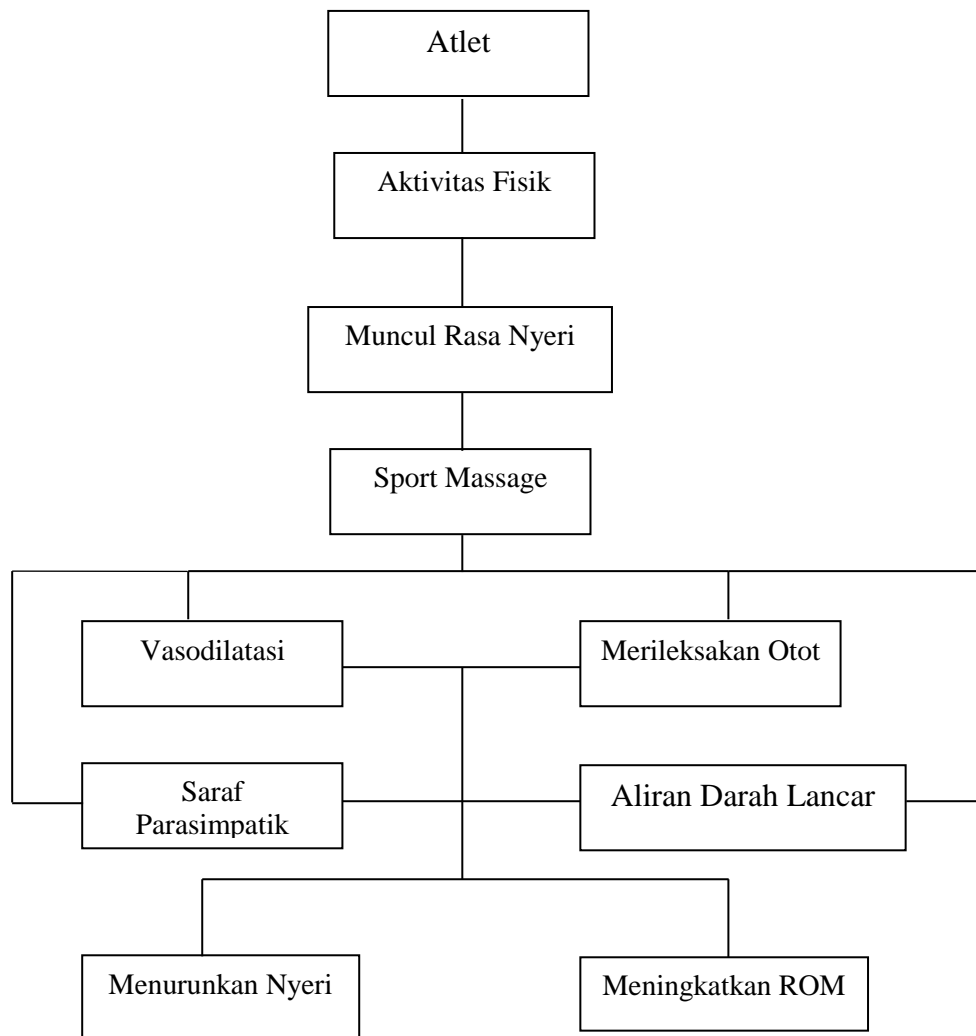 Atlet
Aktivitas Fisik
Muncul Rasa Nyeri
Sport Massage
Vasodilatasi
Merileksakan Otot
Saraf
Parasimpatik
Aliran Darah Lancar
Menurunkan Nyeri
Meningkatkan ROM